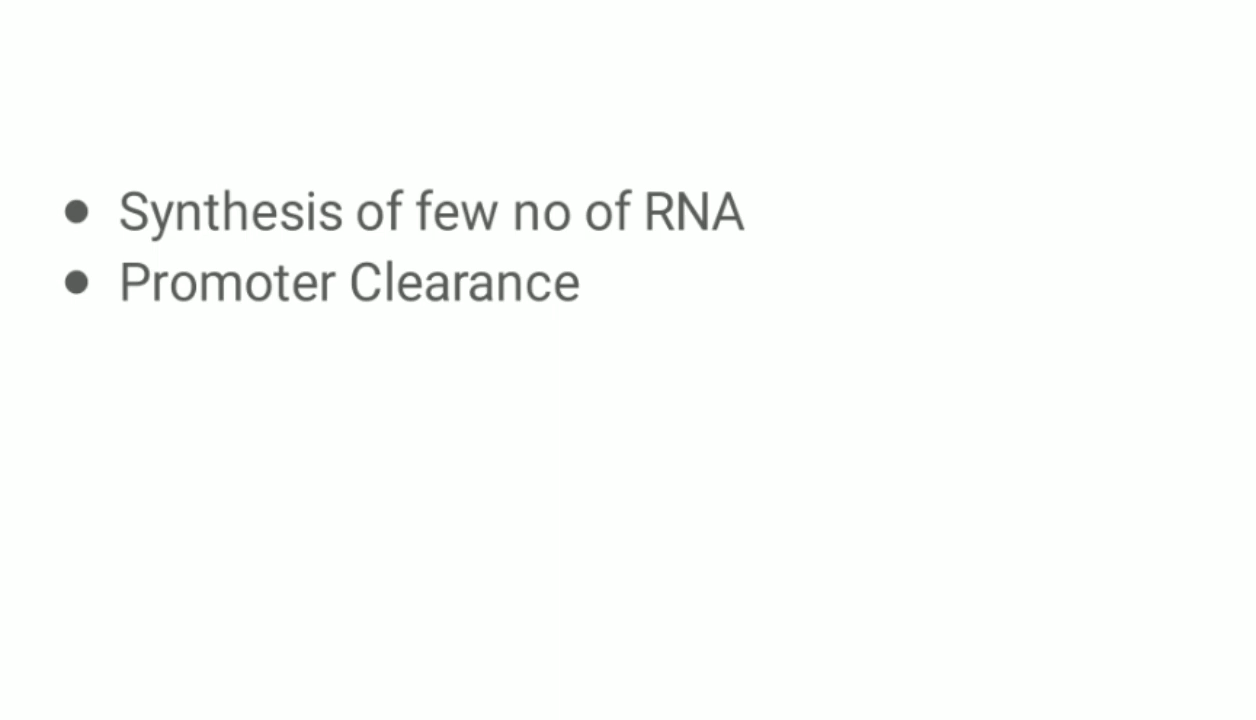 ● Synthesis of few no of RNA
● Promoter Clearance